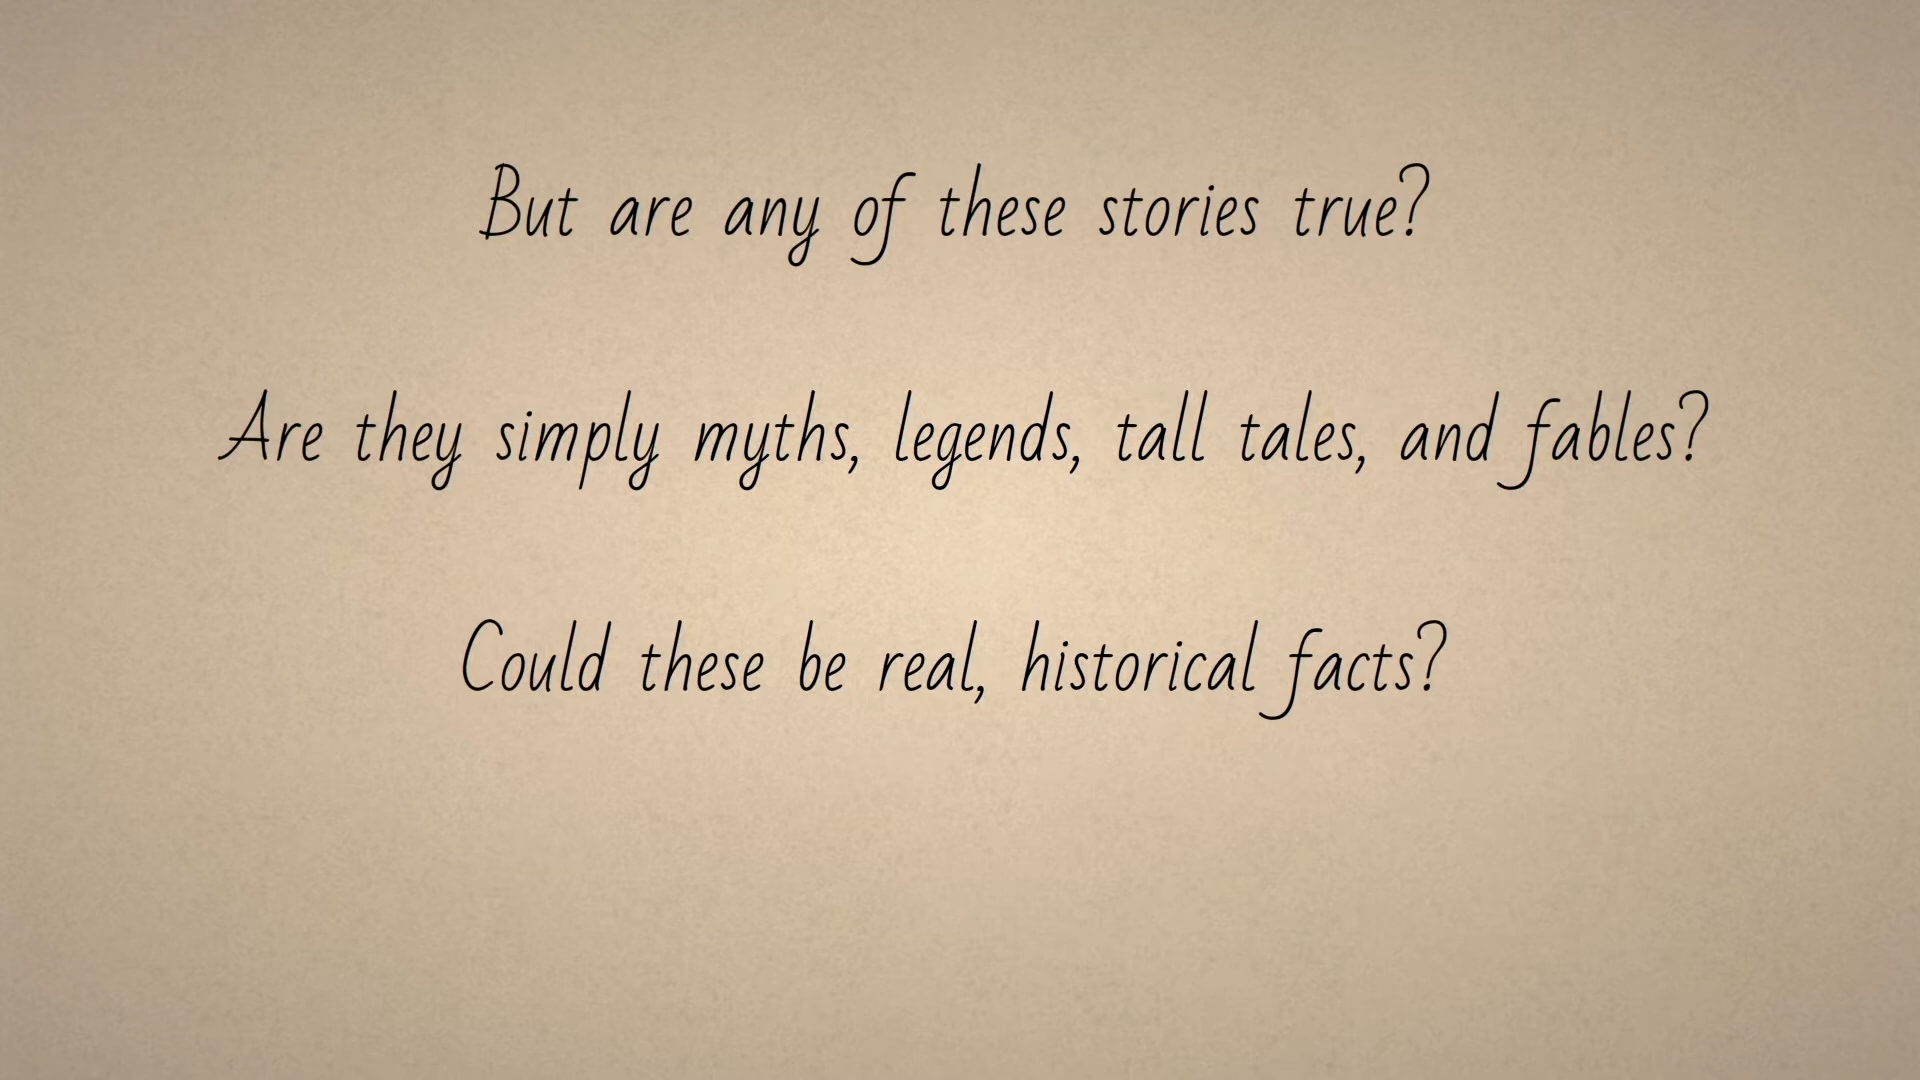 But are any of these stories true?
Are they simply myths, legends, tall tales, and fables?
Could these be real, historical facts?